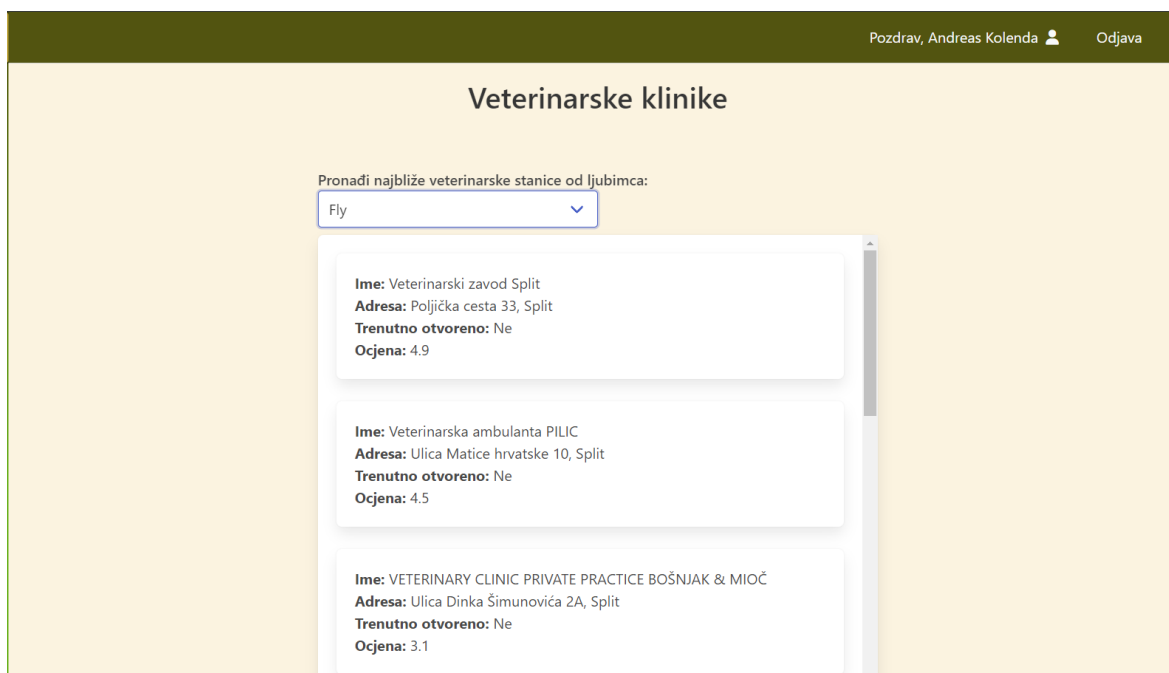 Pozdrav, Andreas Kolenda Odjava
Veterinarske klinike
Pronađi najbliže veterinarske stanice od ljubimca:
Fly
Ime: Veterinarski zavod Split
Adresa: Poljička cesta 33, Split
Trenutno otvoreno: Ne
Ocjena: 4.9
Ime: Veterinarska ambulanta PILIC
Adresa: Ulica Matice hrvatske 10, Split
Trenutno otvoreno: Ne
Ocjena: 4.5
Ime: VETERINARY CLINIC PRIVATE PRACTICE BOŠNJAK & MIOČ
Adresa: Ulica Dinka Šimunovića 2A, Split
Trenutno otvoreno: Ne
Ocjena: 3.1